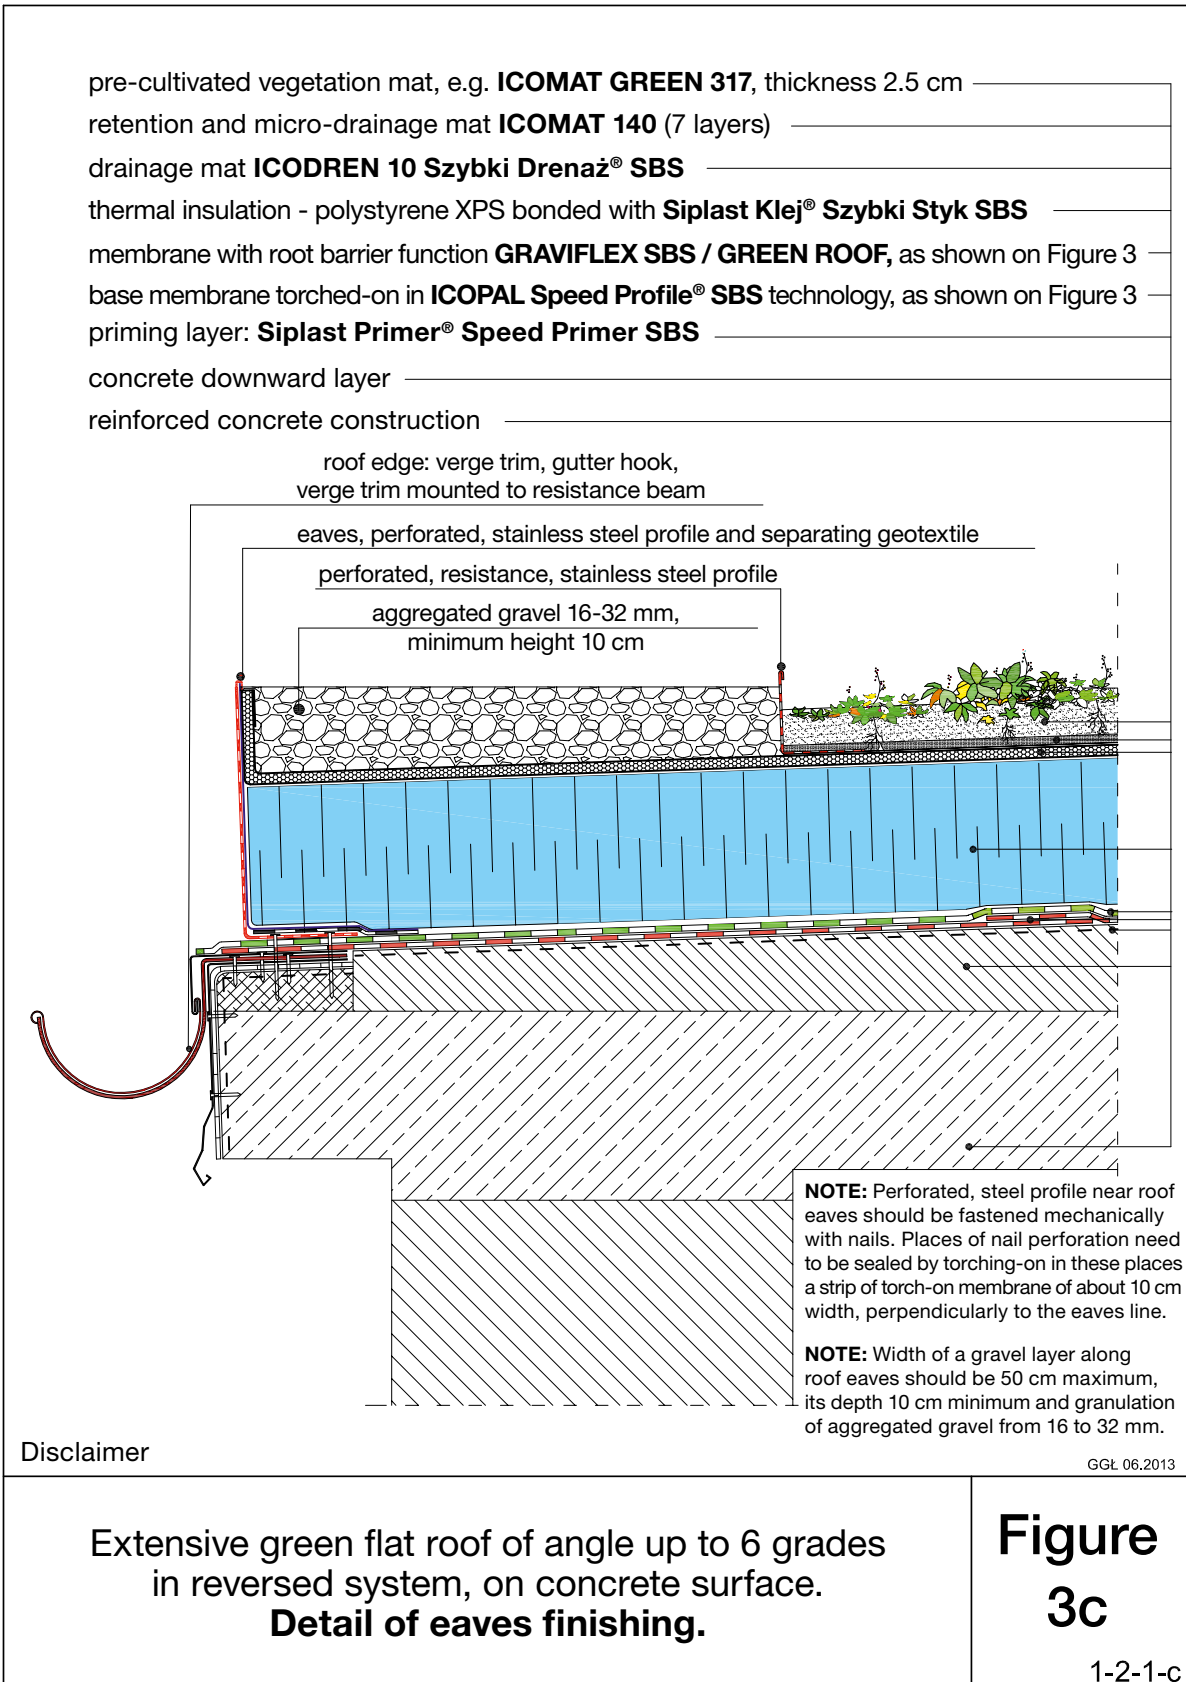 pre-cultivated vegetation mat, e.g. ICOMAT GREEN 317, thickness 2.5 cm
retention and micro-drainage mat ICOMAT 140 (7 layers)
drainage mat ICODREN 10 Szybki Drenaż® SBS
thermal insulation - polystyrene XPS bonded with Siplast Klej® Szybki Styk SBS
membrane with root barrier function GRAVIFLEX SBS / GREEN ROOF, as shown on Figure 3
base membrane torched-on in ICOPAL Speed Profile® SBS technology, as shown on Figure 3
priming layer: Siplast Primer® Speed Primer SBS
concrete downward layer
reinforced concrete construction
roof edge: verge trim, gutter hook,
verge trim mounted to resistance beam
eaves, perforated, stainless steel profile and separating geotextile
perforated, resistance, stainless steel profile
aggregated gravel 16-32 mm,
minimum height 10 cm
NOTE: Perforated, steel profile near roof
eaves should be fastened mechanically
with nails. Places of nail perforation need
to be sealed by torching-on in these places
a strip of torch-on membrane of about 10 cm
width, perpendicularly to the eaves line.
NOTE: Width of a gravel layer along
roof eaves should be 50 cm maximum,
its depth 10 cm minimum and granulation
of aggregated gravel from 16 to 32 mm.
Disclaimer
GGŁ 06.2013
Extensive green flat roof of angle up to 6 grades
in reversed system, on concrete surface.
Detail of eaves finishing.
Figure
3c
1-2-1-c